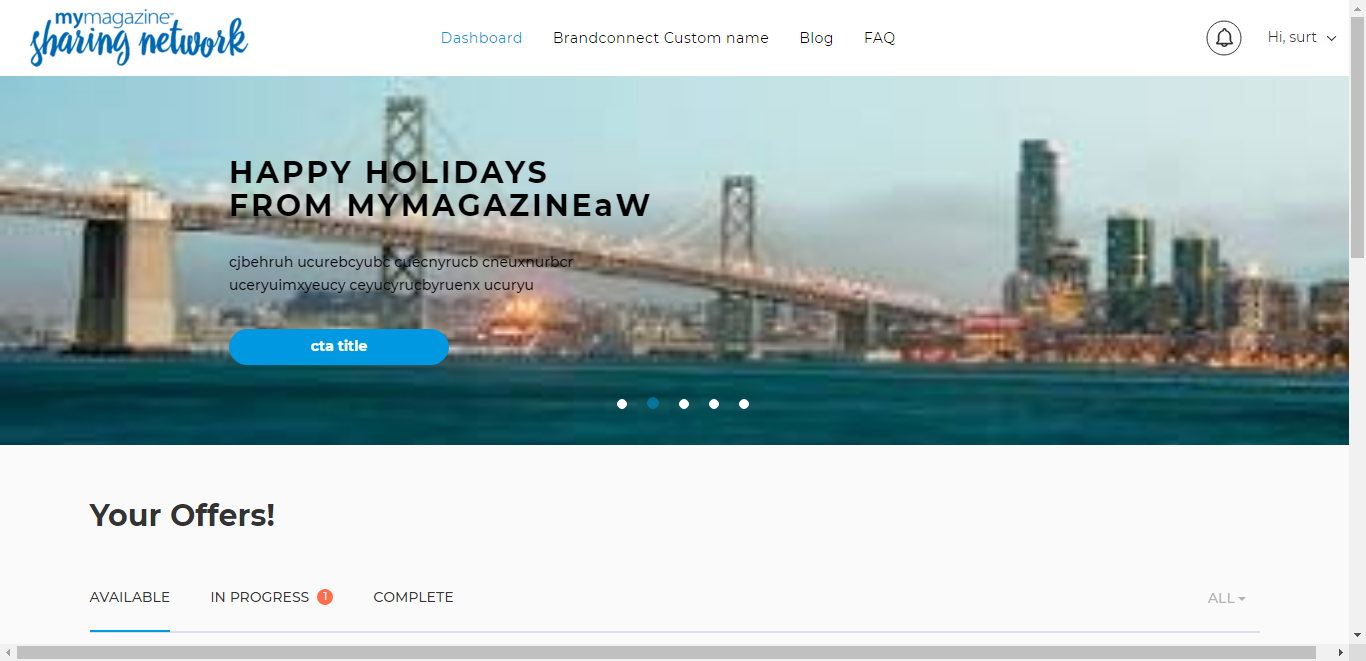 mymagazine™
sharing network
Dashboard
Brandconnect Custom name
Blog
FAQ
Hi, surt
HAPPY HOLIDAYS
FROM MYMAGAZINEaW
cjbehruh ucurebcyubc cuecnyrucb cneuxnurbcr
uceryuimxyeucy ceyucyrucbyruenx ucuryu
cta title
Your Offers!
AVAILABLE
IN PROGRESS 1
COMPLETE
ALL